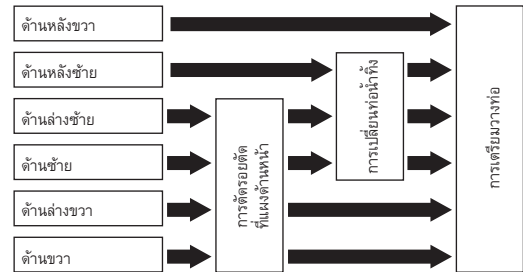 ด้านหลังขวา
ด้านหลังซ้าย
ด้านล่างซ้าย
ด้านซ้าย
ด้านล่างขวา
ด้านขวา
การตัดรอยตัด
ที่แผงด้านหน้า
การเปลี่ยนท่อน้ำทิ้ง
การเตรียมวางท่อ